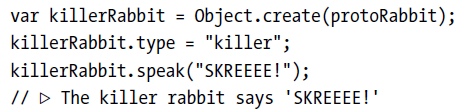 var killerRabbit = Object.create(protoRabbit);
killerRabbit.type = "killer";
killerRabbit.speak("SKREEEE!");
// ▷ The killer rabbit says 'SKREEEE!'